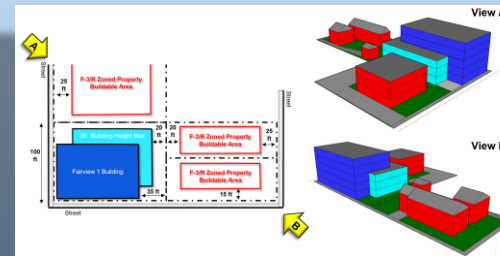 View
A
Street
25
ft
F-3/R Zoned Property
Buildable Area
Street
100
ft
35' Building Height Max
20
ft
20
ft
F-3/R Zoned Property
Buildable Area
25
ft
Fairview 1 Building
F-3/R Zoned Property
Buildable Area
35 ft
15 ft
Street
B
View